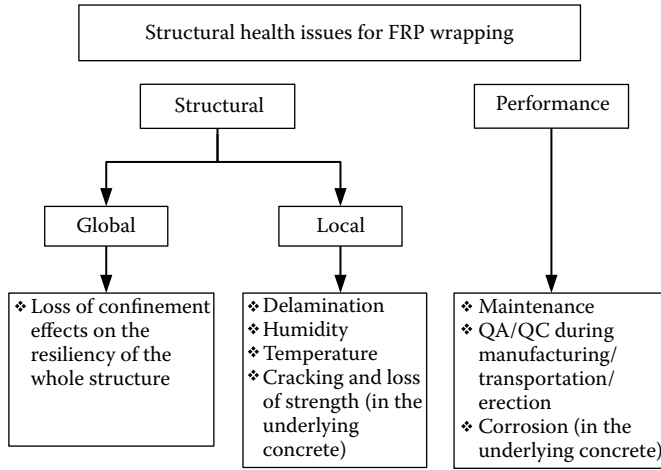 Structural health issues for FRP wrapping
Structural
Performance
Global
Local
❖ Loss of confinement
effects on the
resiliency of the
whole structure
❖ Delamination
❖ Humidity
❖ Temperature
❖ Cracking and loss
of strength (in the
underlying
concrete)
❖ Maintenance
❖ QA/QC during
manufacturing/
transportation/
erection
❖ Corrosion (in the
underlying concrete)